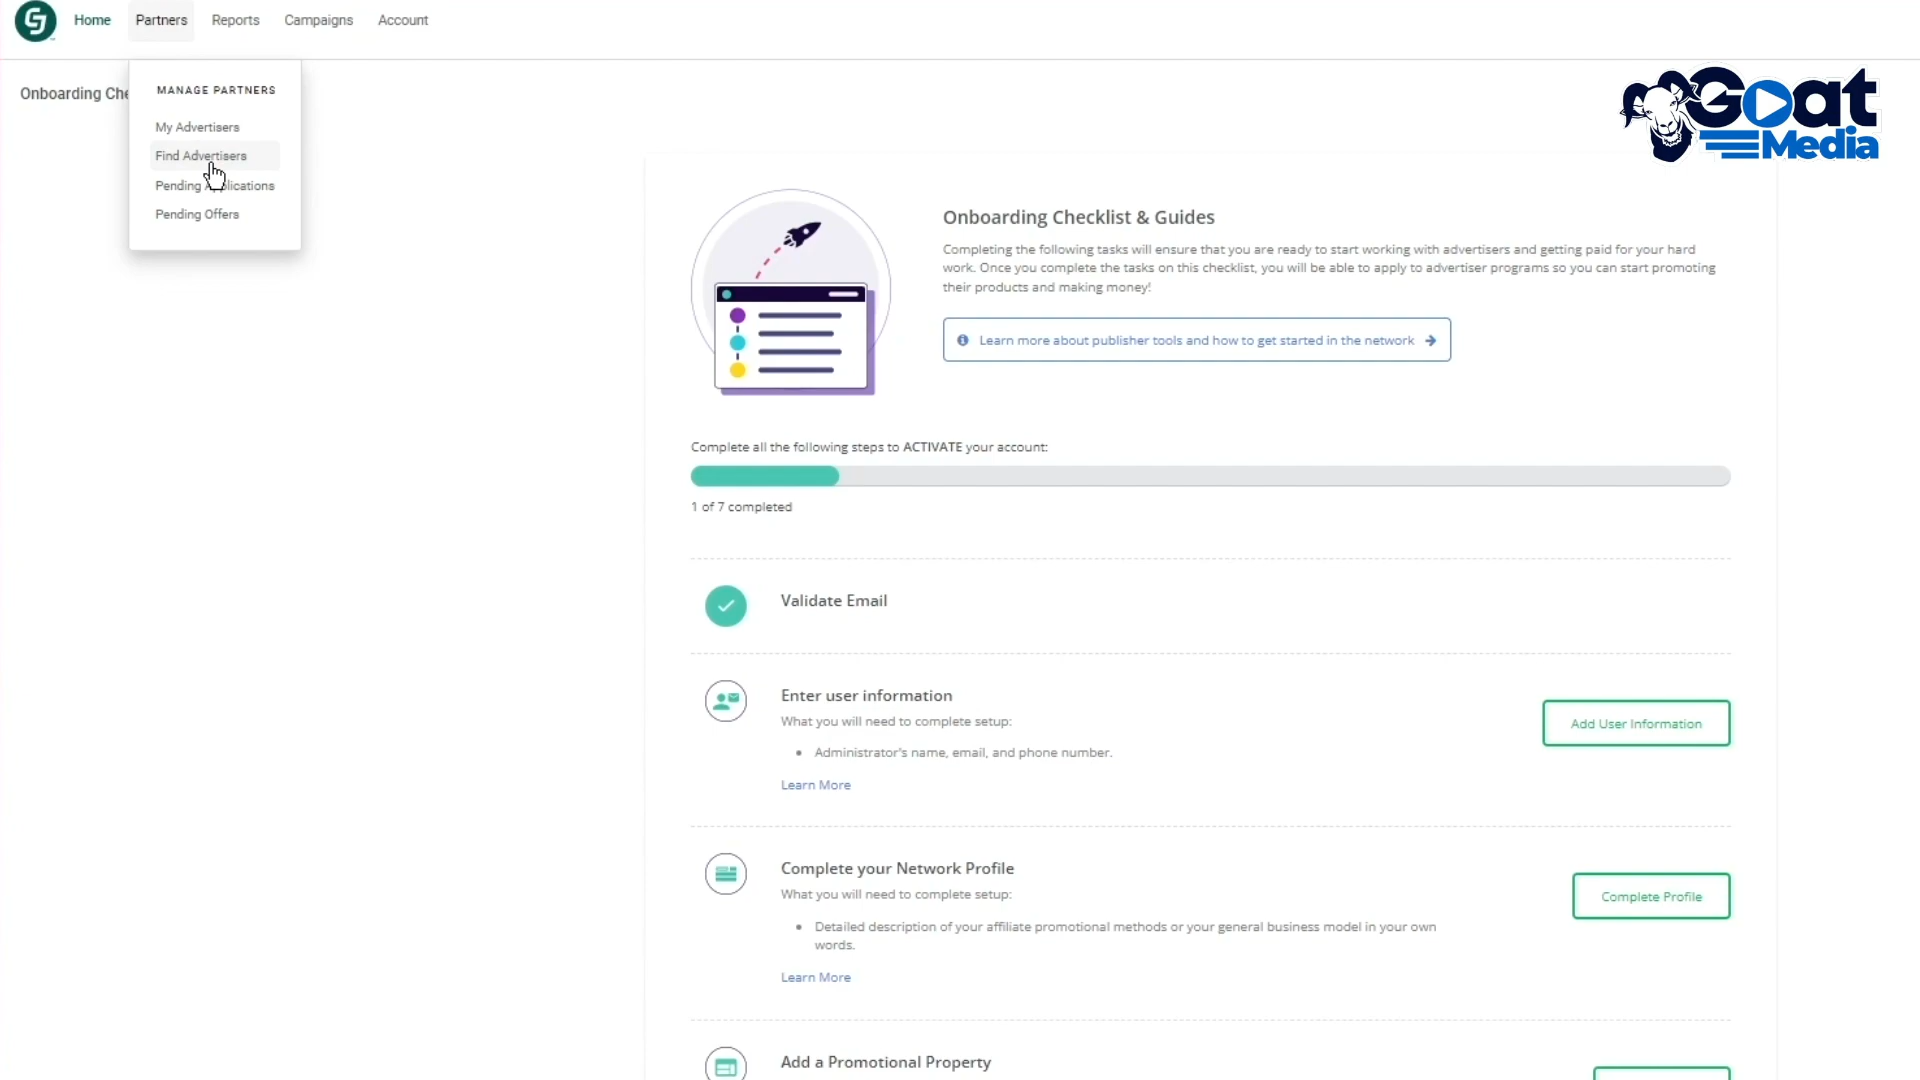 Home Partners Reports Campaigns Account
Onboarding Che
MANAGE PARTNERS
My Advertisers
Find Advertisers
Pending Applications
Pending Offers
Goat
Media
Onboarding Checklist & Guides
Completing the following tasks will ensure that you are ready to start working with advertisers and getting paid for your hard
work. Once you complete the tasks on this checklist, you will be able to apply to advertiser programs so you can start promoting
their products and making money!
Learn more about publisher tools and how to get started in the network
Complete all the following steps to ACTIVATE your account:
1 of 7 completed
Validate Email
Enter user information
What you will need to complete setup:
Administrator's name, email, and phone number.
Learn More
Add User Information
Complete your Network Profile
What you will need to complete setup:
Detailed description of your affiliate promotional methods or your general business model in your own
words.
Learn More
Complete Profile
Add a Promotional Property